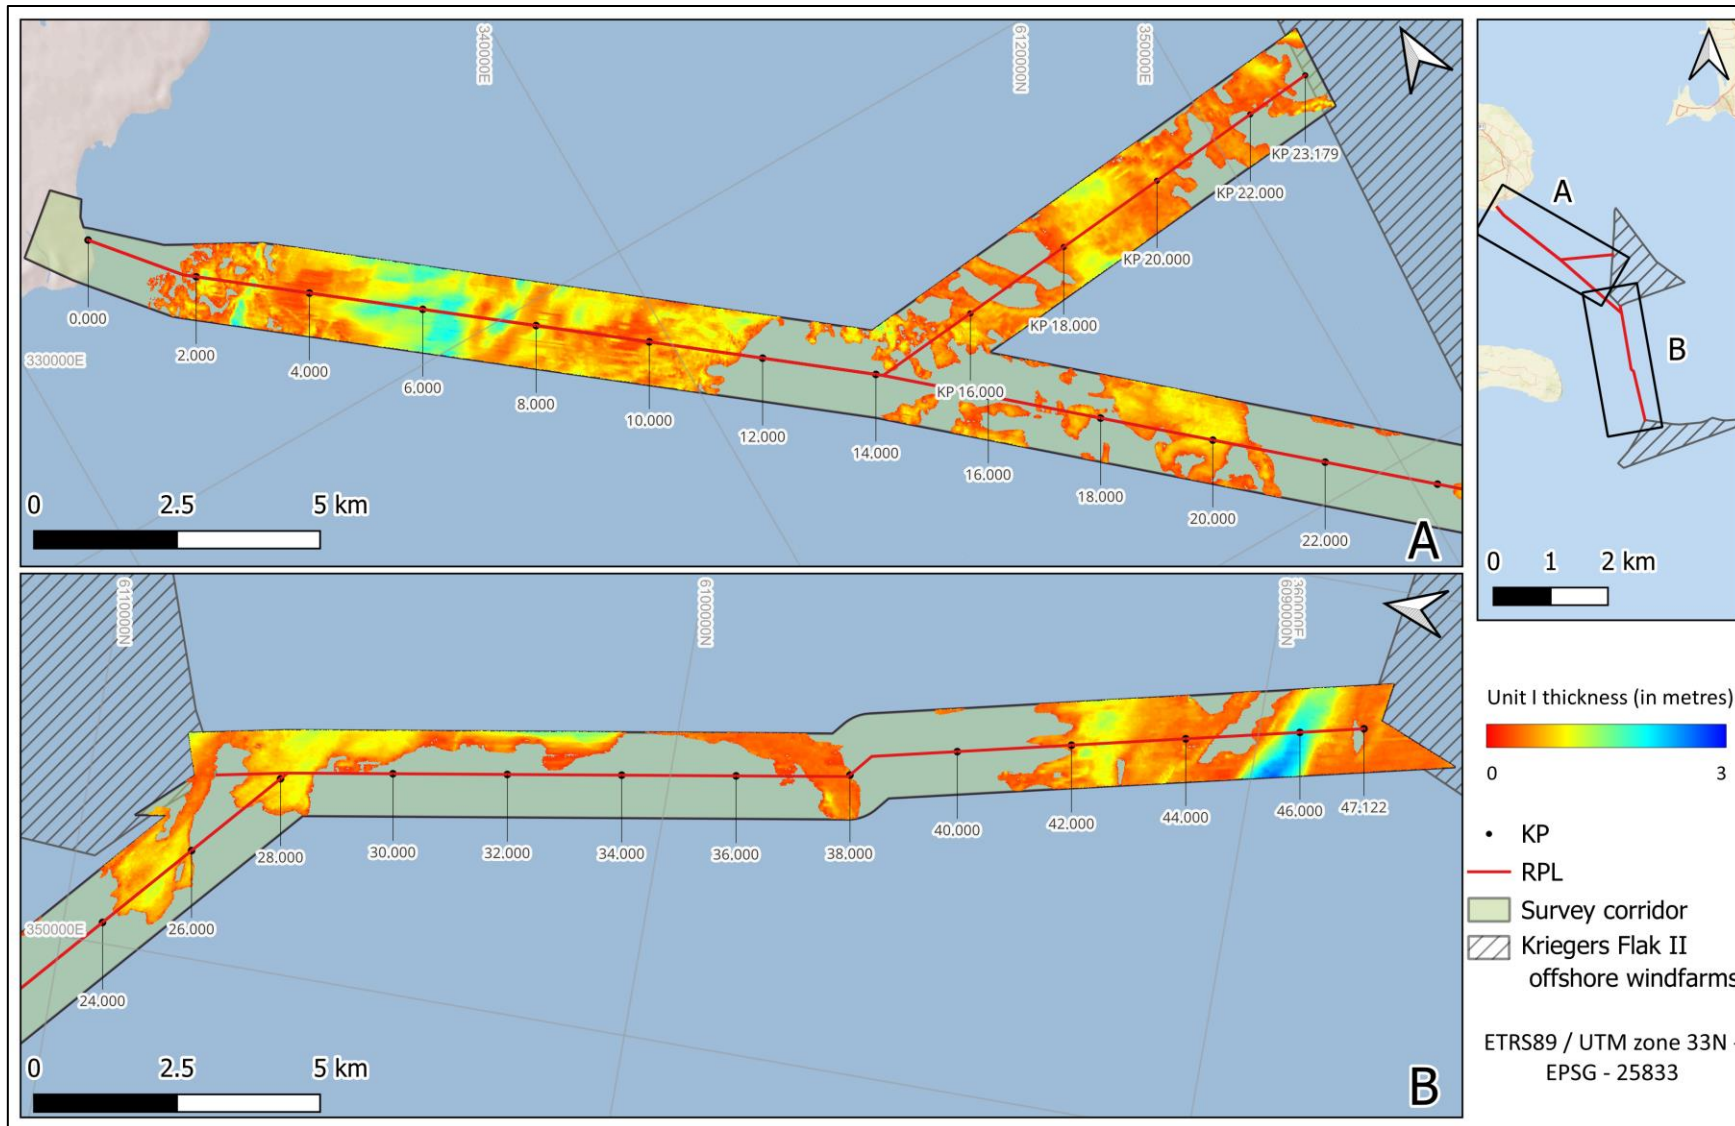 340000E
6120000N
350000E
330000E
0.000
2.000
4.000
6.000
8.000
10.000
12.000
14.000
16.000
18.000
20.000
22.000
KP 16.000
KP 18.000
KP 20.000
KP 22.000
KP 23.179
0 2.5 5 km
A
6110000N
6100000N
6090000N
360000E
350000E
24.000
26.000
28.000
30.000
32.000
34.000
36.000
38.000
40.000
42.000
44.000
46.000
47.122
0 2.5 5 km
B
A
B
0 1 2 km
Unit I thickness (in metres)
0 3
KP
RPL
Survey corridor
Kriegers Flak II
offshore windfarms
ETRS89 / UTM zone 33N -
EPSG - 25833